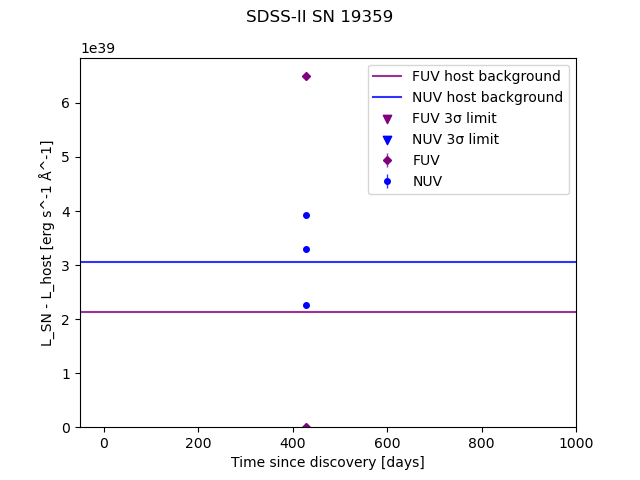 SDSS-II SN 19359
1e39
FUV host background
NUV host background
FUV 3σ limit
NUV 3σ limit
FUV
NUV
6
5
4
3
2
1
0
L_SN - L_host [erg s^-1 Å^-1]
0 200 400 600 800 1000
Time since discovery [days]